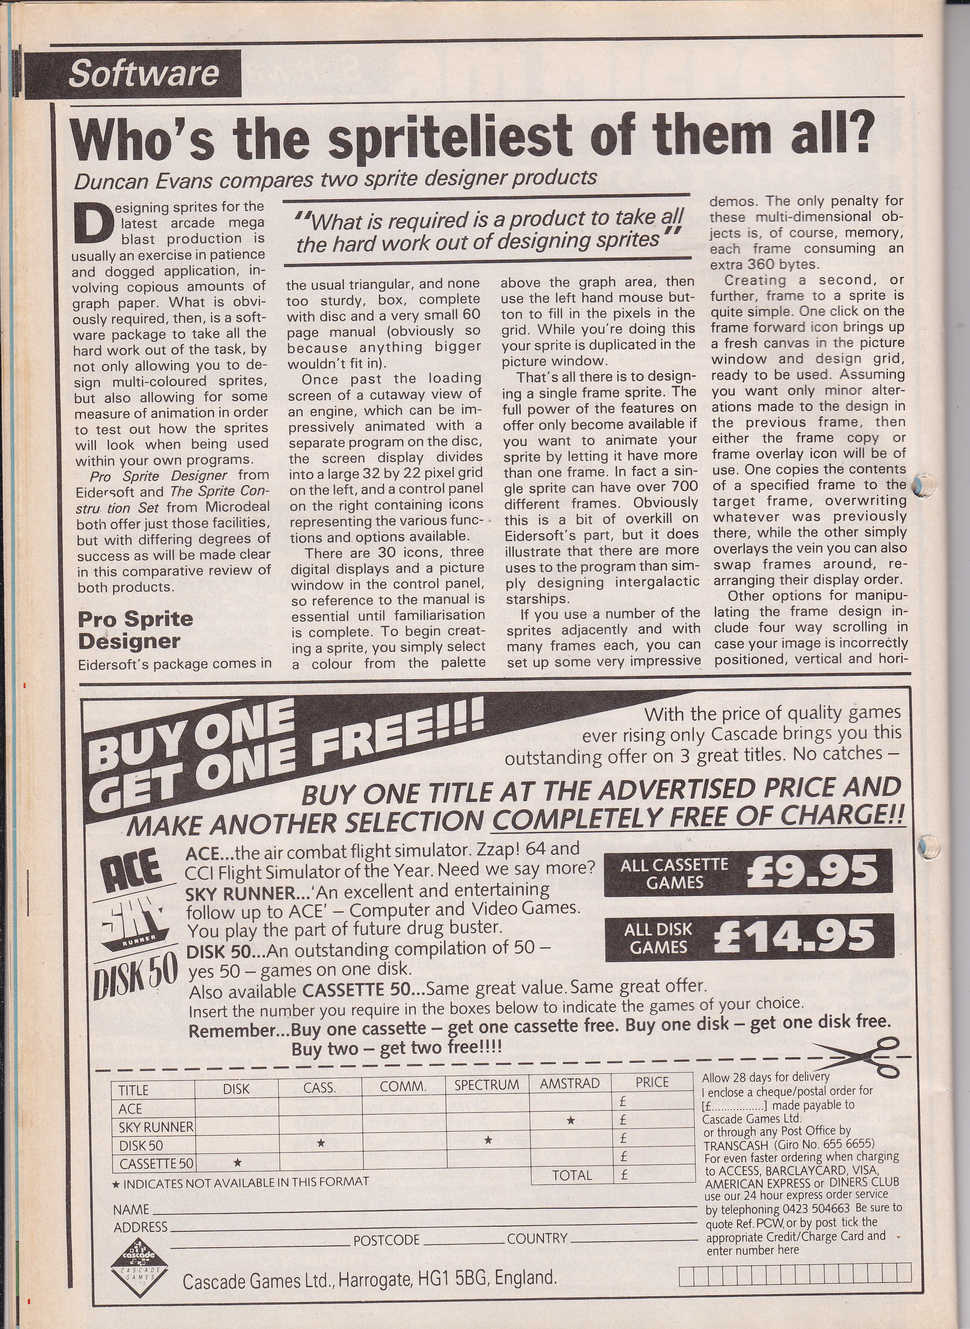 Software
Who's the spriteliest of them all?
Duncan Evans compares two sprite designer products
Designing sprites for the
latest arcade mega
blast production is
usually an exercise in patience
and dogged application, in-
volving copious amounts of
graph paper. What is obvi-
ously required, then, is a soft-
ware package to take all the
hard work out of the task, by
not only allowing you to de-
sign multi-coloured sprites,
but also allowing for some
measure of animation in order
to test out how the sprites
will look when being used
within your own programs.
Pro Sprite Designer from
Eidersoft and The Sprite Con-
stru tion Set from Microdeal
both offer just those facilities,
but with differing degrees of
success as will be made clear
in this comparative review of
both products.
Pro Sprite
Designer
Eidersoft's package comes in
"What is required is a product to take all
the hard work out of designing sprites"
the usual triangular, and none
too sturdy, box, complete
with disc and a very small 60
page manual (obviously so
because anything bigger
wouldn't fit in).
Once past the loading
screen of a cutaway view of
an engine, which can be im-
pressively animated with a
separate program on the disc,
the screen display divides
into a large 32 by 22 pixel grid
on the left, and a control panel
on the right containing icons
representing the various func-
tions and options available.
There are 30 icons, three
digital displays and a picture
window in the control panel,
so reference to the manual is
essential until familiarisation
is complete. To begin creat-
ing a sprite, you simply select
a colour from the palette
above the graph area, then
use the left hand mouse but-
ton to fill in the pixels in the
grid. While you're doing this
your sprite is duplicated in the
picture window.
That's all there is to design-
ing a single frame sprite. The
full power of the features on
offer only become available if
you want to animate your
sprite by letting it have more
than one frame. In fact a sin-
gle sprite can have over 700
different frames. Obviously
this is a bit of overkill on
Eidersoft's part, but it does
illustrate that there are more
uses to the program than sim-
ply designing intergalactic
starships.
If you use a number of the
sprites adjacently and with
many frames each, you can
set up some very impressive
demos. The only penalty for
these multi-dimensional ob-
jects is, of course, memory,
each frame consuming an
extra 360 bytes.
Creating a second, or
further, frame to a sprite is
quite simple. One click on the
frame forward icon brings up
a fresh canvas in the picture
window and design grid,
ready to be used. Assuming
you want only minor alter-
ations made to the design in
the previous frame, then
either the frame copy or
frame overlay icon will be of
use. One copies the contents
of a specified frame to the
target frame, overwriting
whatever was previously
there, while the other simply
overlays the vein you can also
swap frames around, re-
arranging their display order.
Other options for manipu-
lating the frame design in-
clude four way scrolling in
case your image is incorrectly
positioned, vertical and hori-
BUY ONE
GET ONE FREE!!!
With the price of quality games
ever rising only Cascade brings you this
outstanding offer on 3 great titles. No catches –
BUY ONE TITLE AT THE ADVERTISED PRICE AND
MAKE ANOTHER SELECTION COMPLETELY FREE OF CHARGE!!
ACE
SKY
RUNNER
DISK 50
ACE...the air combat flight simulator. Zzap! 64 and
CCI Flight Simulator of the Year. Need we say more?
SKY RUNNER...'An excellent and entertaining
follow up to ACE' – Computer and Video Games.
You play the part of future drug buster.
DISK 50...An outstanding compilation of 50 –
yes 50 – games on one disk.
Also available CASSETTE 50...Same great value. Same great offer.
ALL CASSETTE
GAMES £9.95
ALL DISK
GAMES £14.95
Insert the number you require in the boxes below to indicate the games of your choice.
Remember...Buy one cassette – get one cassette free. Buy one disk – get one disk free.
Buy two – get two free!!!!
TITLE DISK CASS. COMM. SPECTRUM AMSTRAD PRICE
ACE £
SKY RUNNER ★ £
DISK 50 ★ ★ £
CASSETTE 50 ★ £
★ INDICATES NOT AVAILABLE IN THIS FORMAT TOTAL £
NAME
ADDRESS
POSTCODE COUNTRY
Allow 28 days for delivery
I enclose a cheque/postal order for
[£................] made payable to
Cascade Games Ltd.
or through any Post Office by
TRANSCASH (Giro No. 655 6655)
For even faster ordering when charging
to ACCESS, BARCLAYCARD, VISA,
AMERICAN EXPRESS or DINERS CLUB
use our 24 hour express order service
by telephoning 0423 504663 Be sure to
quote Ref. PCW, or by post tick the
appropriate Credit/Charge Card and
enter number here
cascade
CASCADE
GAMES
Cascade Games Ltd., Harrogate, HG1 5BG, England.